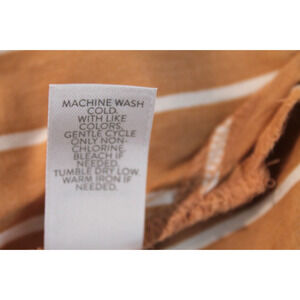 MACHINE WASH
COLD.
WITH LIKE
COLORS,
GENTLE CYCLE
ONLY NON-
CHLORINE.
BLEACH IF
NEEDED.
TUMBLE DRY LOW.
WARM IRON IF
NEEDED.